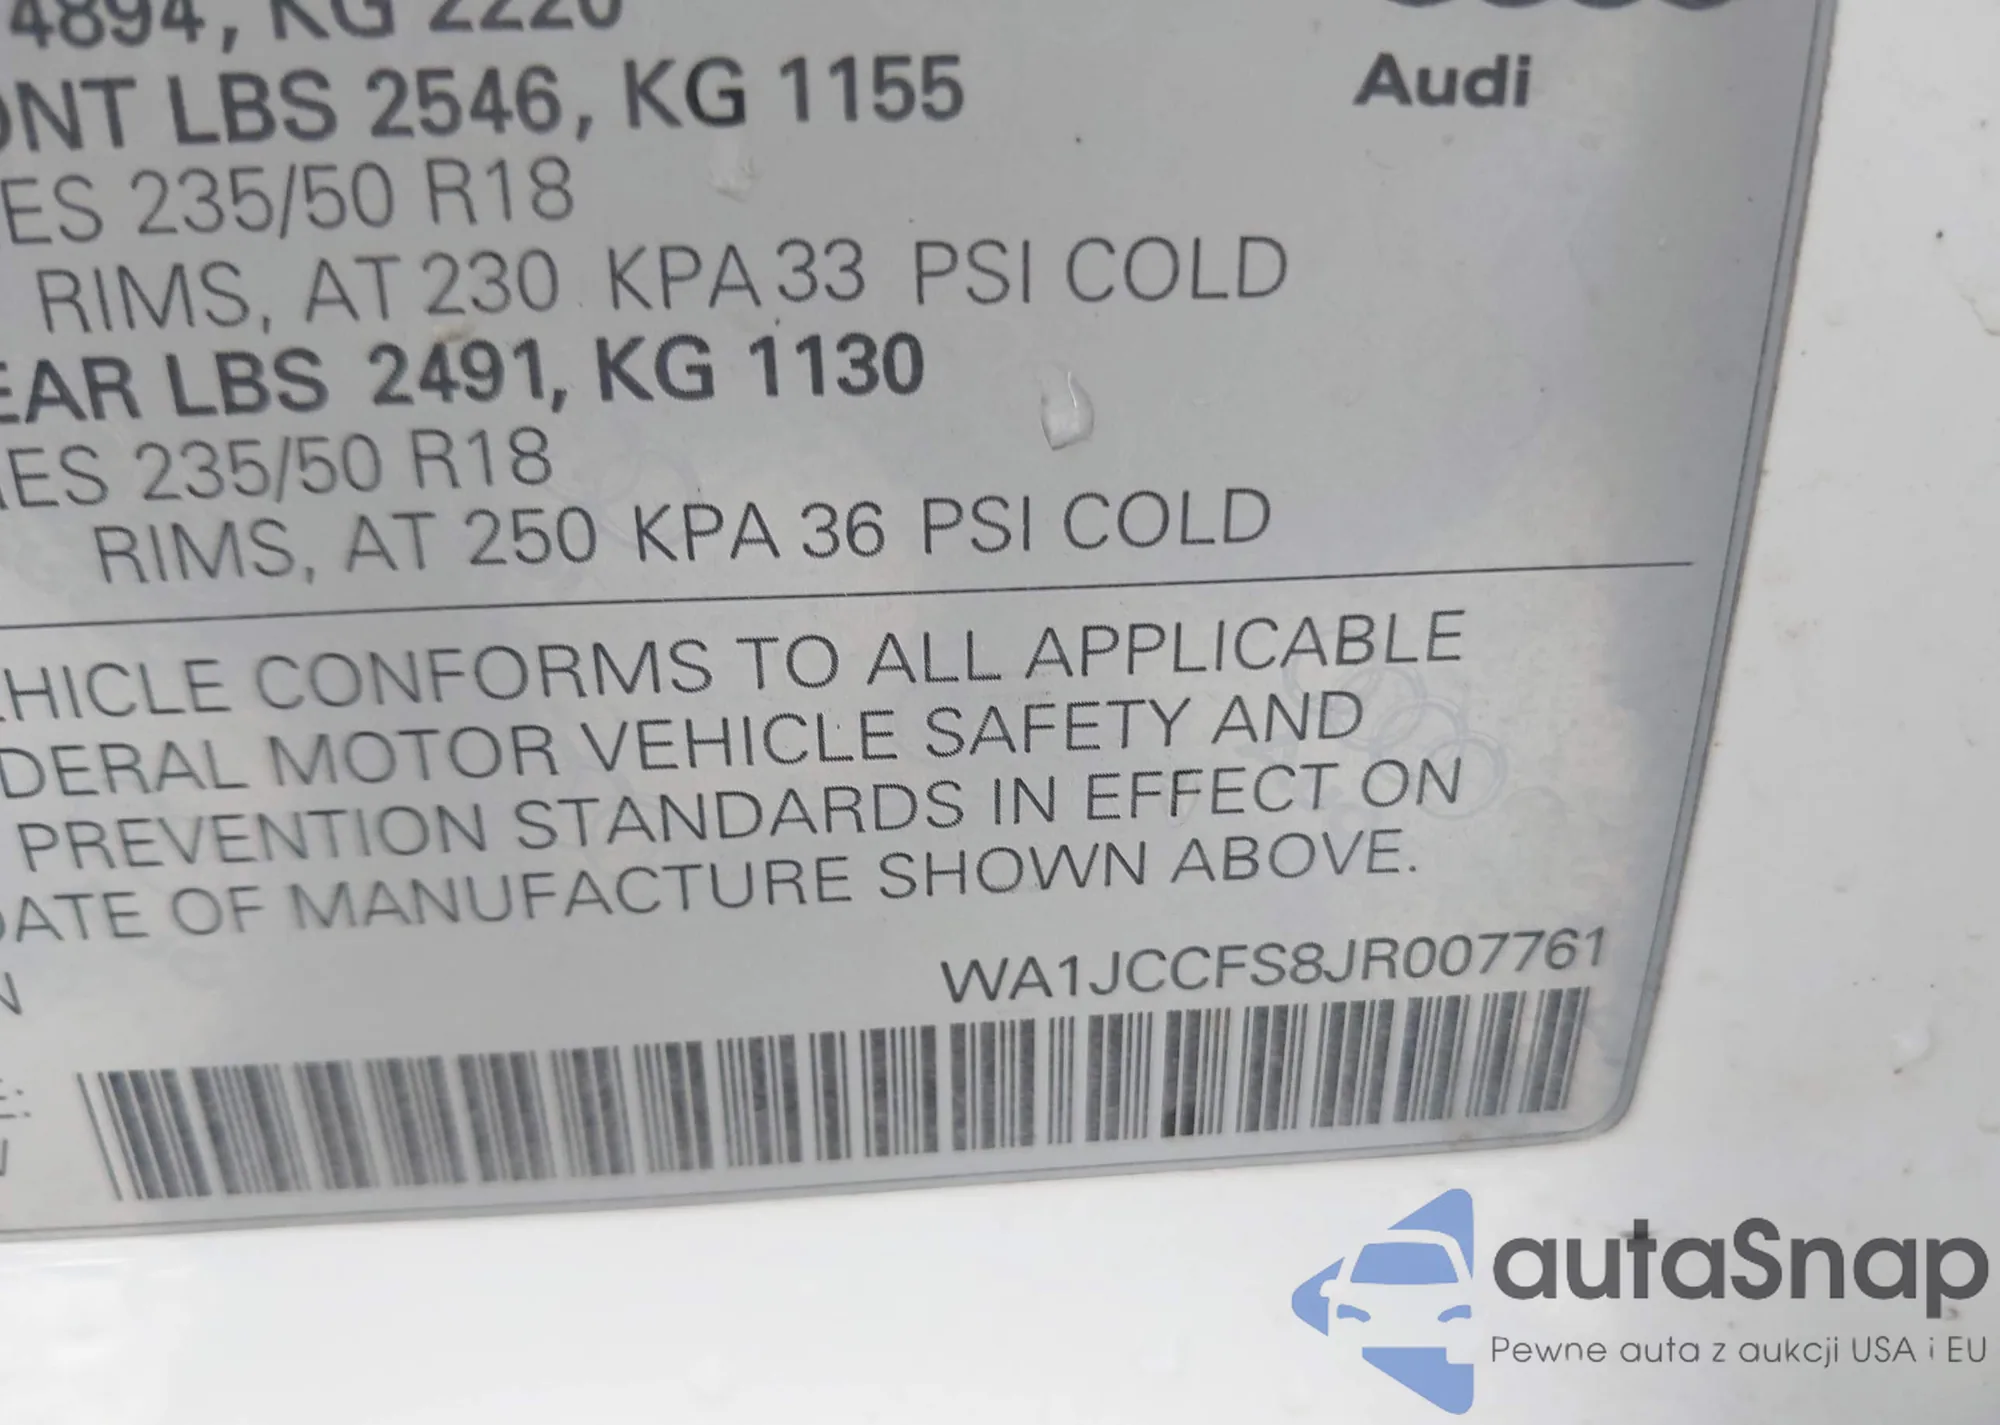 4894, KG 2220
Audi
ONT LBS 2546, KG 1155
ES 235/50 R18
RIMS, AT 230 KPA 33 PSI COLD
EAR LBS 2491, KG 1130
ES 235/50 R18
RIMS, AT 250 KPA 36 PSI COLD
EHICLE CONFORMS TO ALL APPLICABLE
DERAL MOTOR VEHICLE SAFETY AND
PREVENTION STANDARDS IN EFFECT ON
DATE OF MANUFACTURE SHOWN ABOVE.
N
WA1JCCFS8JR007761
E:
autaSnap
Pewne auta z aukcji USA i EU